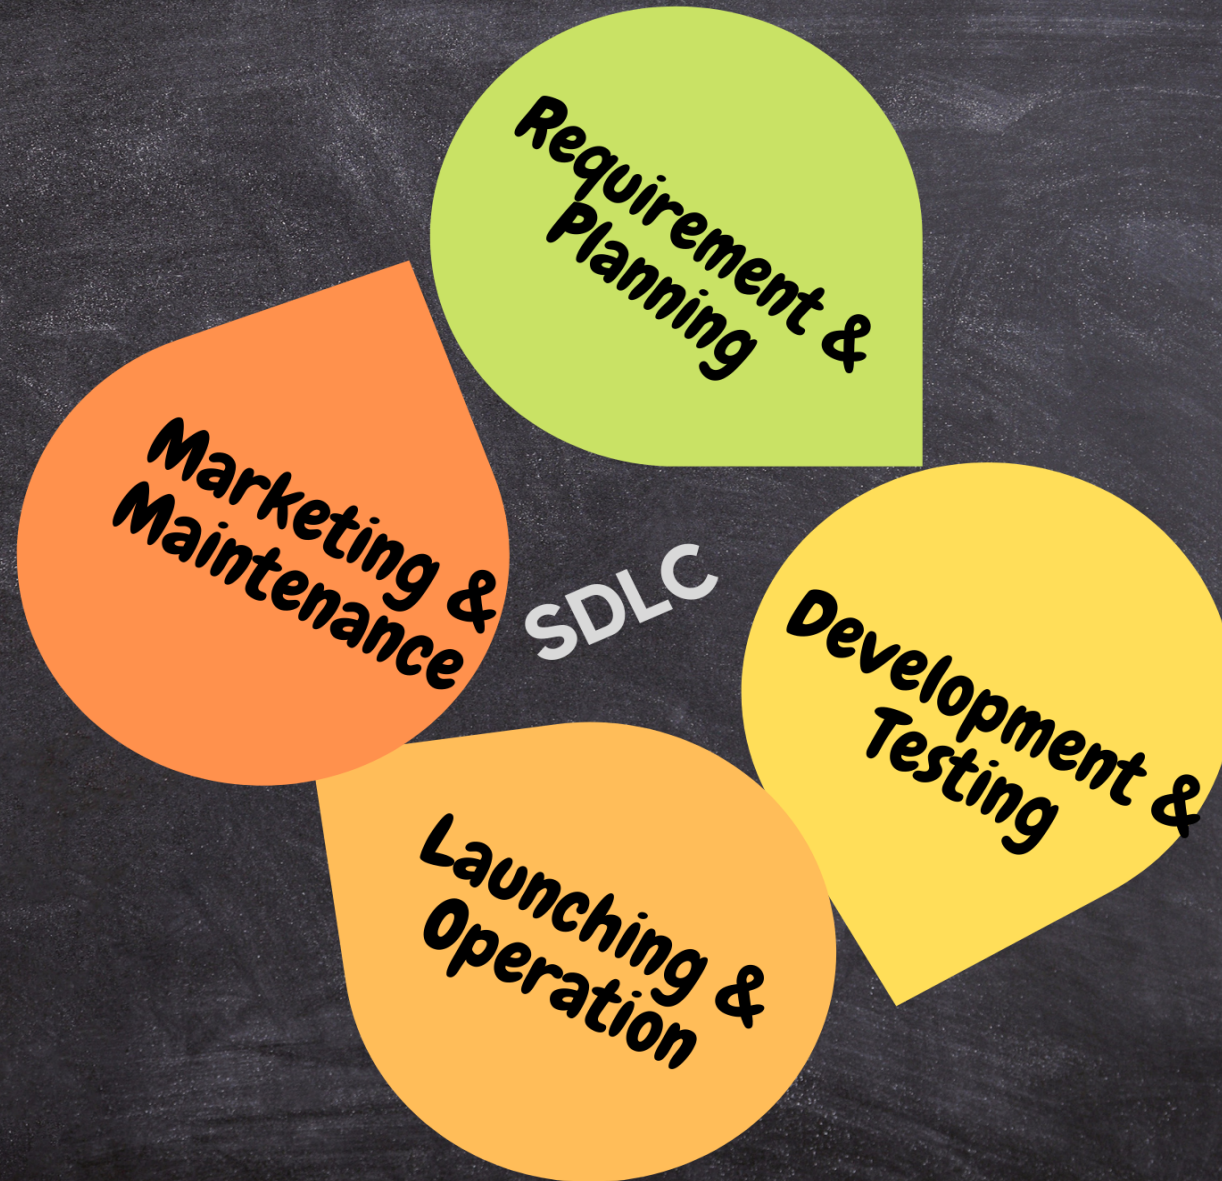 Requirement &
Planning
Marketing &
Maintenance
SDLC
Development &
Testing
Launching &
Operation